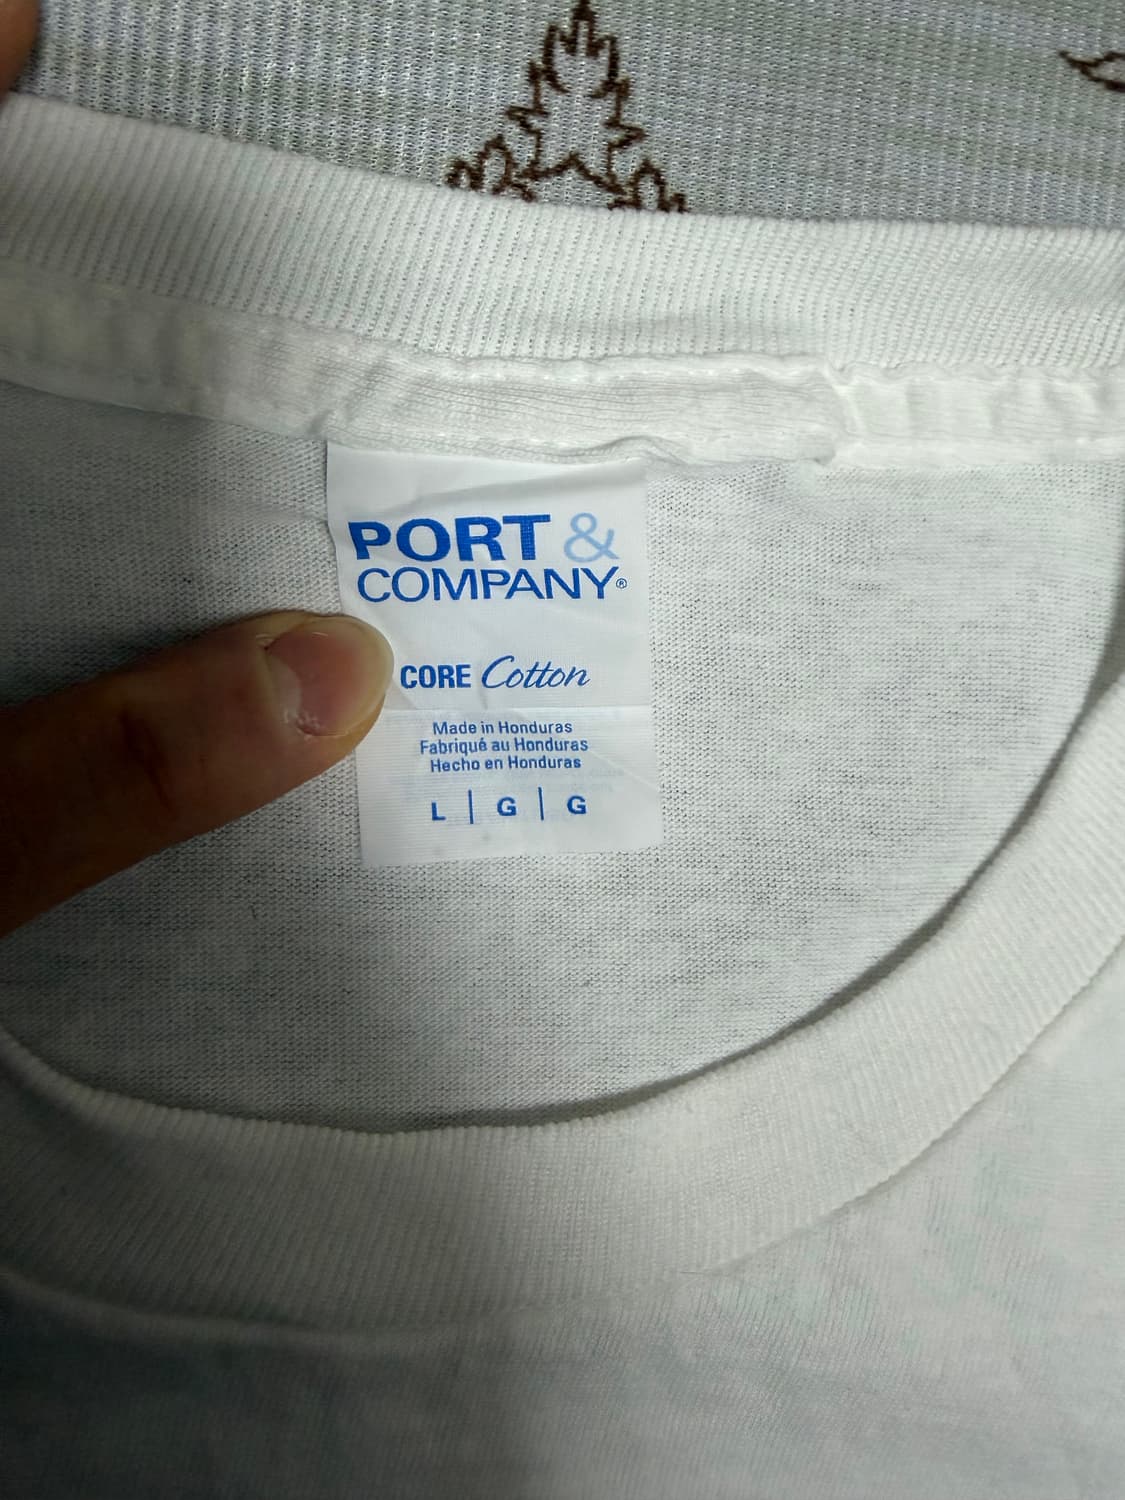 PORT &
COMPANY®
CORE Cotton
Made in Honduras
Fabriqué au Honduras
Hecho en Honduras
L | G | G